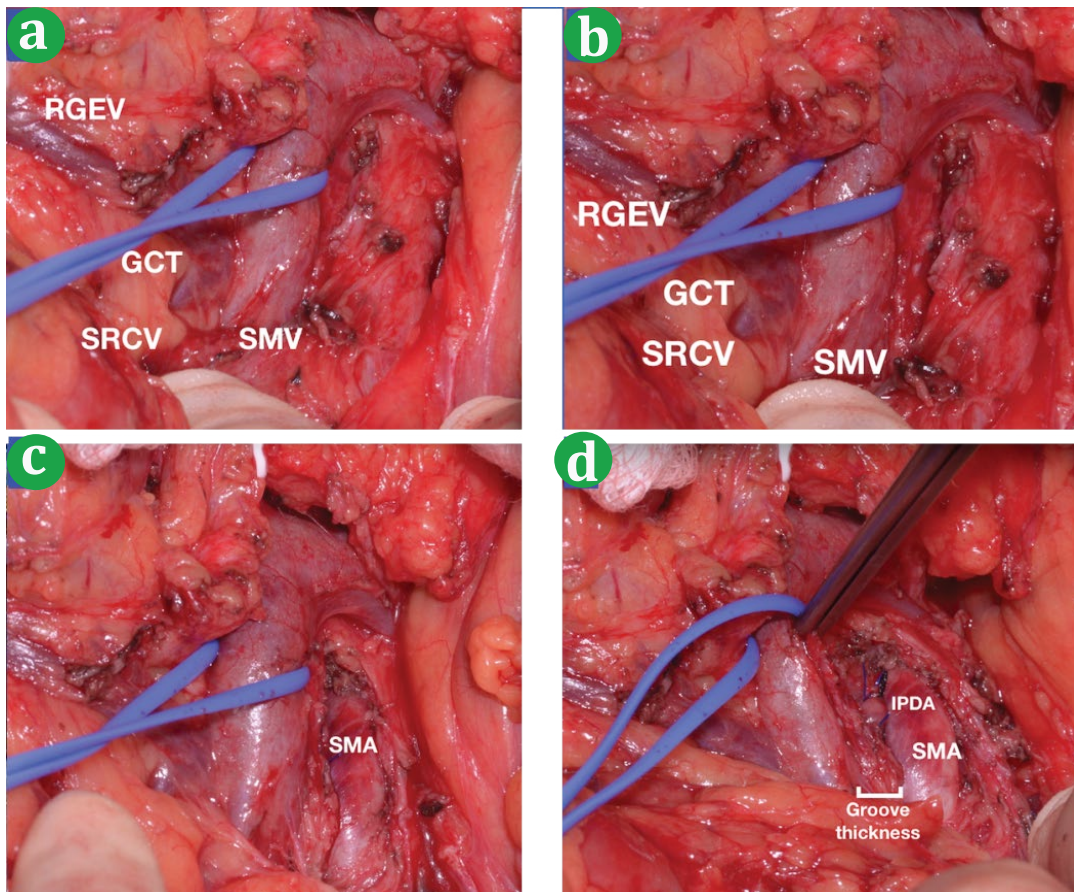 a
RGEV
GCT
SRCV
SMV
b
RGEV
GCT
SRCV
SMV
c
SMA
d
IPDA
SMA
Groove
thickness